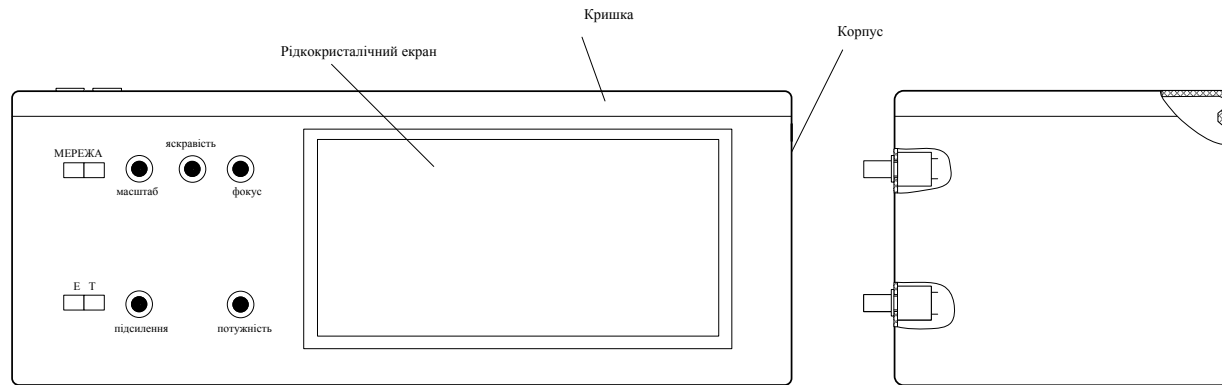 Кришка
Корпус
Рідкокристалічний екран
яскравість
МЕРЕЖА
масштаб
фокус
Е Т
підсилення
потужність